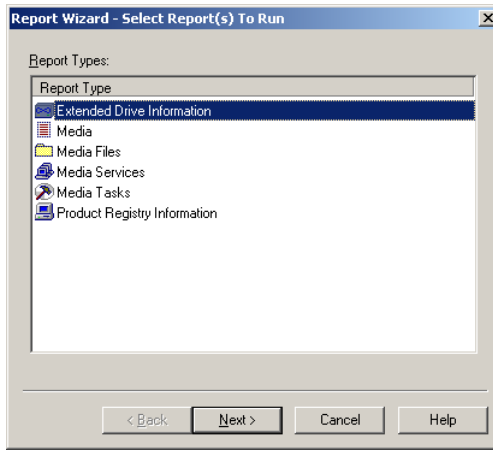 Report Wizard - Select Report(s) To Run
Report Types:
Report Type
Extended Drive Information
Media
Media Files
Media Services
Media Tasks
Product Registry Information
< Back Next > Cancel Help